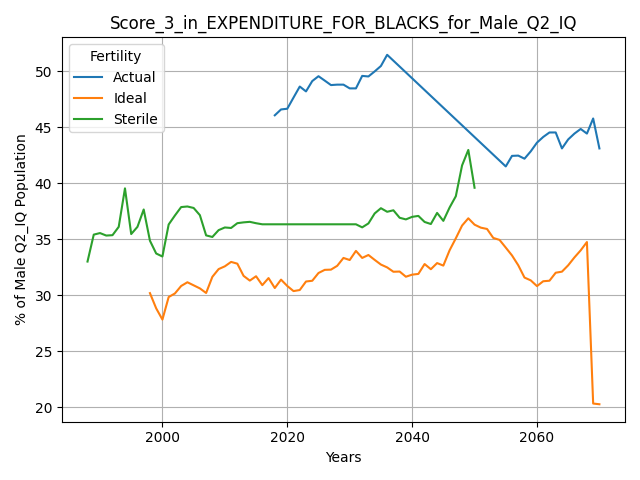 Score_3_in_EXPENDITURE_FOR_BLACKS_for_Male_Q2_IQ
Fertility
Actual
Ideal
Sterile
% of Male Q2_IQ Population
50
45
40
35
30
25
20
2000
2020
2040
2060
Years